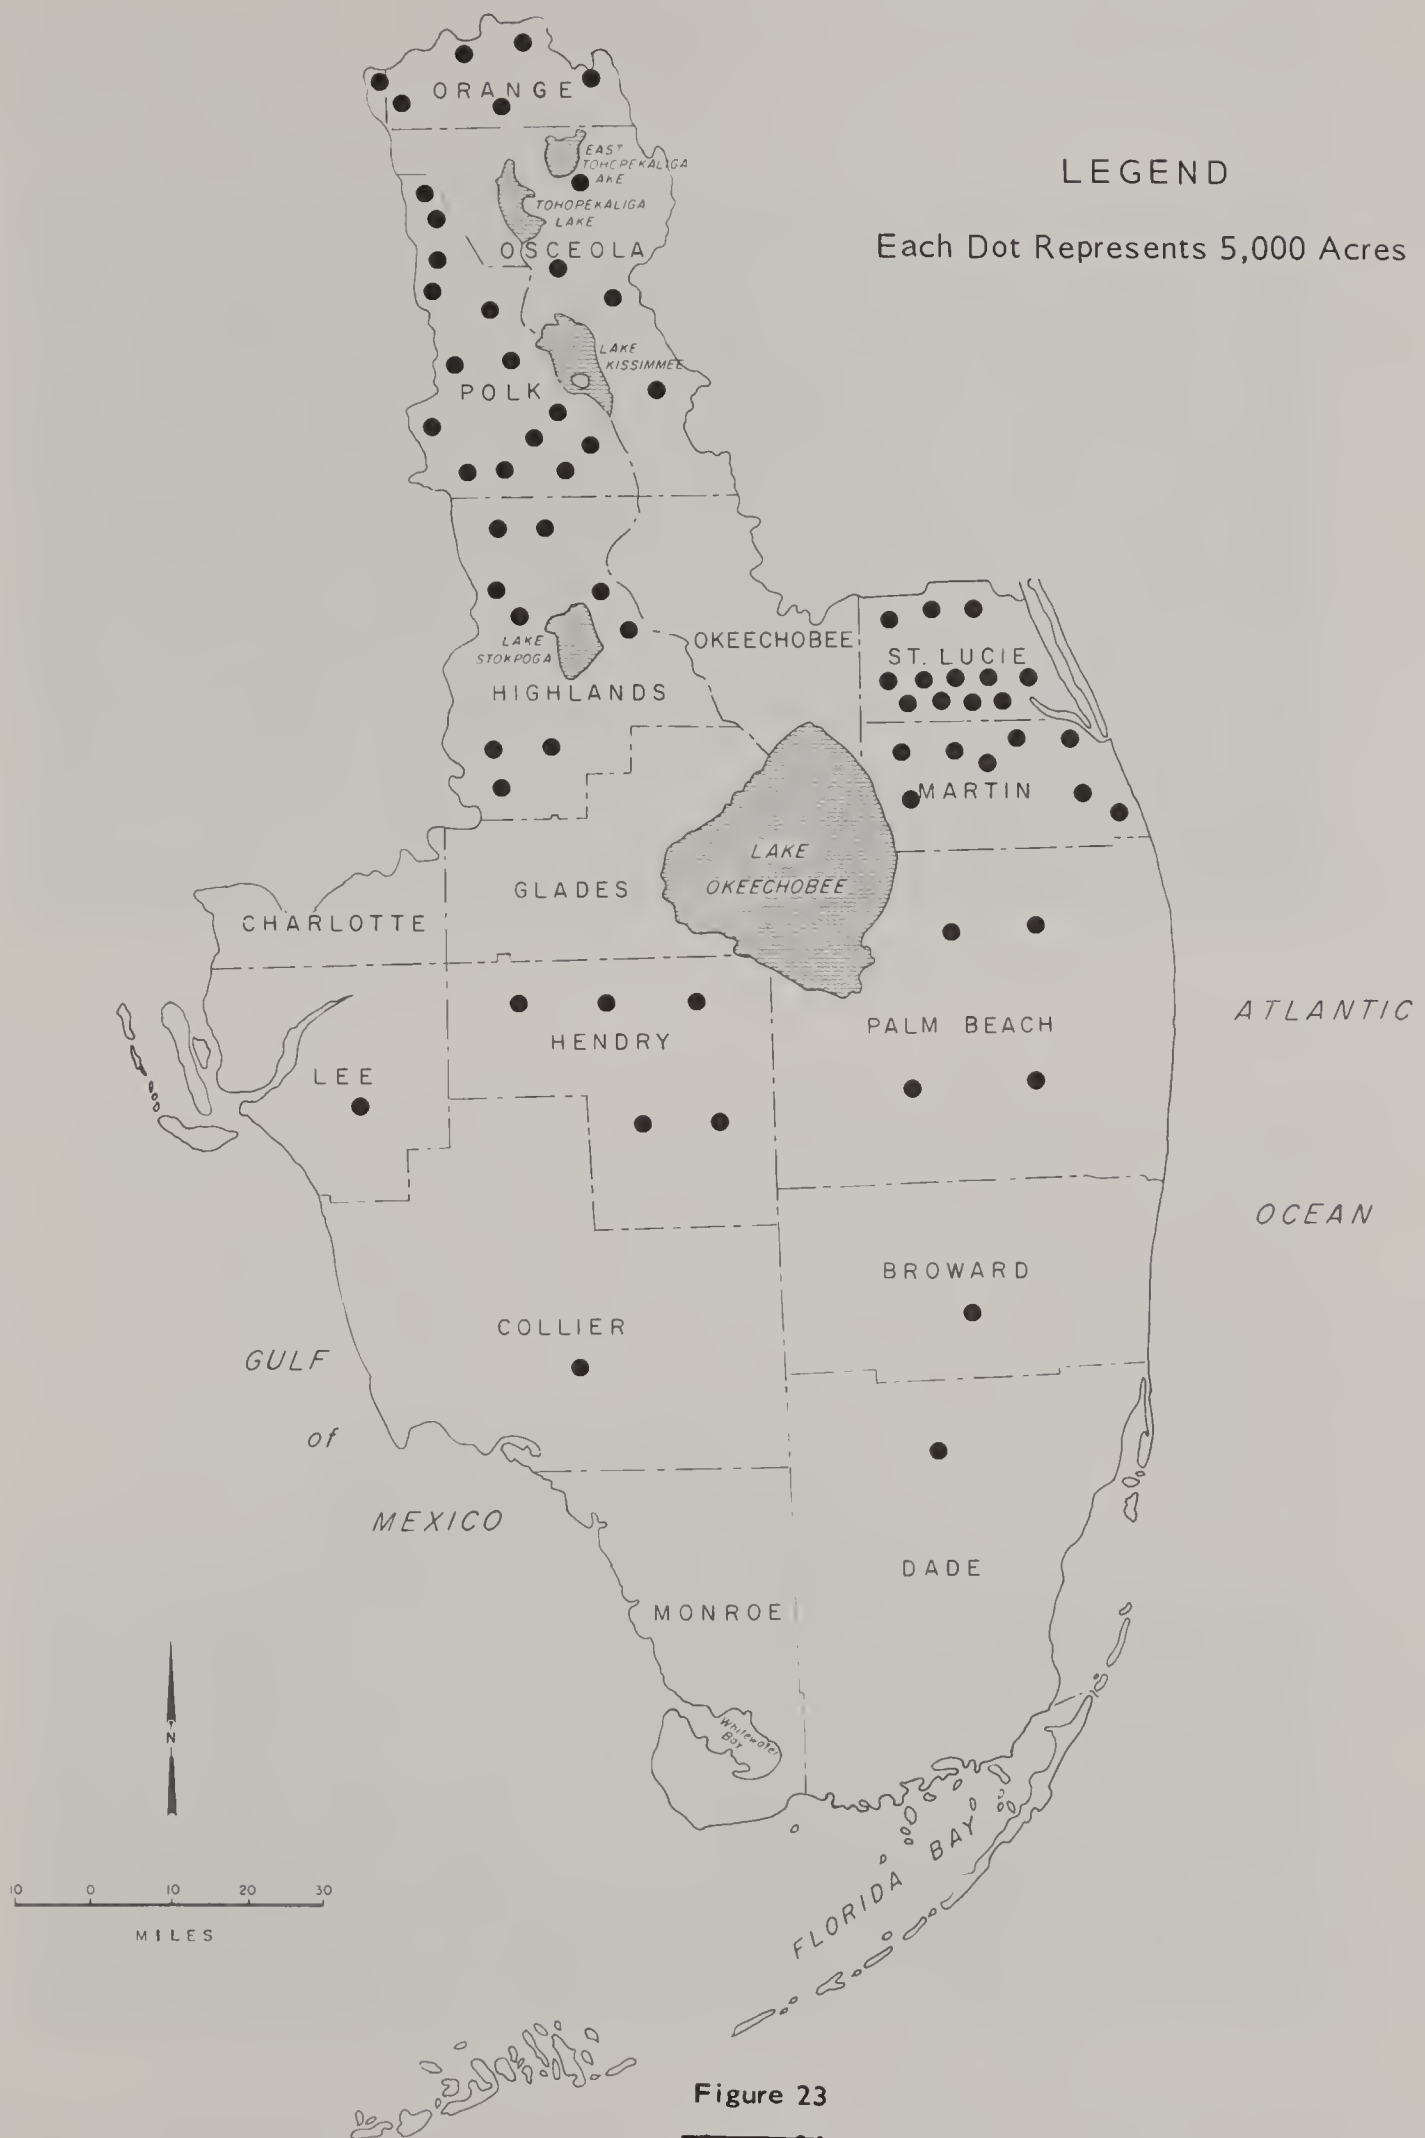 ORANGE
EAST
TOHOPEKALIGA
AKE
TOHOPEKALIGA
LAKE
OSCEOLA
LEGEND
Each Dot Represents 5,000 Acres
LAKE
KISSIMMEE
POLK
OKEECHOBEE
LAKE
STOKPOGA
ST. LUCIE
HIGHLANDS
MARTIN
LAKE
OKEECHOBEE
GLADES
CHARLOTTE
ATLANTIC
PALM BEACH
HENDRY
LEE
OCEAN
BROWARD
COLLIER
GULF
of
MEXICO
DADE
MONROE
Whitewater
Bay
N
FLORIDA BAY
10 0 10 20 30
MILES
Figure 23